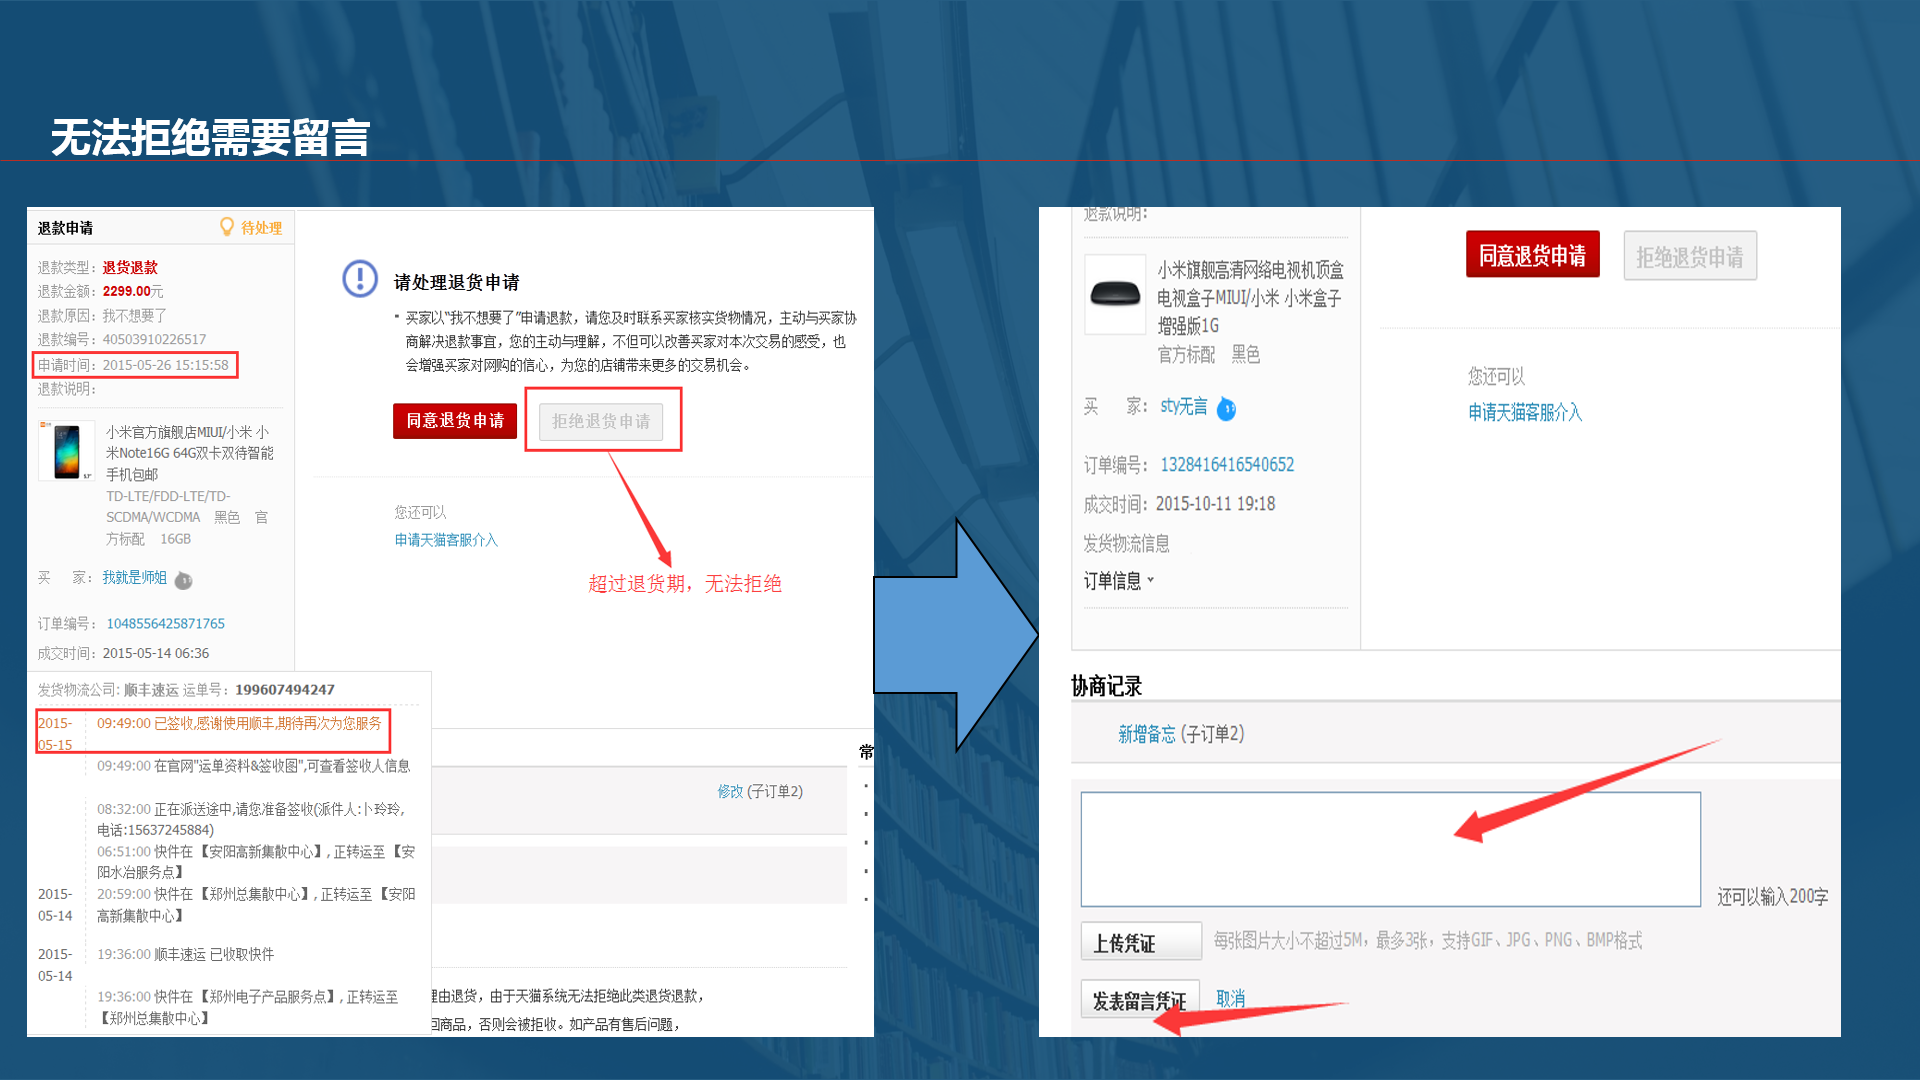 无法拒绝需要留言
退款申请
待处理
退款类型：退货退款
退款金额：2299.00元
退款原因：我不想要了
退款编号：40503910226517
申请时间：2015-05-26 15:15:58
退款说明：
小米官方旗舰店MIUI/小米 小
米Note16G 64G双卡双待智能
手机包邮
TD-LTE/FDD-LTE/TD-
SCDMA/WCDMA 黑色 官
方标配 16GB
买 家：我就是师姐
订单编号：1048556425871765
成交时间：2015-05-14 06:36
请处理退货申请
买家以“我不想要了”申请退款，请您及时联系买家核实货物情况，主动与买家协
商解决退款事宜，您的主动与理解，不但可以改善买家对本次交易的感受，也
会增强买家对网购的信心，为您的店铺带来更多的交易机会。
同意退货申请
拒绝退货申请
您还可以
申请天猫客服介入
超过退货期，无法拒绝
发货物流公司: 顺丰速运 运单号：199607494247
2015-
05-15
09:49:00 已签收,感谢使用顺丰,期待再次为您服务
09:49:00 在官网"运单资料&签收图",可查看签收人信息
08:32:00 正在派送途中,请您准备签收(派件人:卜玲玲,
电话:15637245884)
06:51:00 快件在 【安阳高新集散中心】, 正转运至 【安
阳水冶服务点】
2015-
05-14
20:59:00 快件在 【郑州总集散中心】, 正转运至 【安阳
高新集散中心】
2015-
05-14
19:36:00 顺丰速运 已收取快件
19:36:00 快件在 【郑州电子产品服务点】, 正转运至
【郑州总集散中心】
常
修改 (子订单2)
理由退货，由于天猫系统无法拒绝此类退货退款，
回商品，否则会被拒收。如产品有售后问题，
退款说明：
小米旗舰高清网络电视机顶盒
电视盒子MIUI/小米 小米盒子
增强版1G
官方标配 黑色
买 家：sty无言
订单编号：1328416416540652
成交时间：2015-10-11 19:18
发货物流信息
订单信息
同意退货申请
拒绝退货申请
您还可以
申请天猫客服介入
协商记录
新增备忘 (子订单2)
还可以输入200字
上传凭证
每张图片大小不超过5M，最多3张，支持GIF、JPG、PNG、BMP格式
发表留言凭证
取消